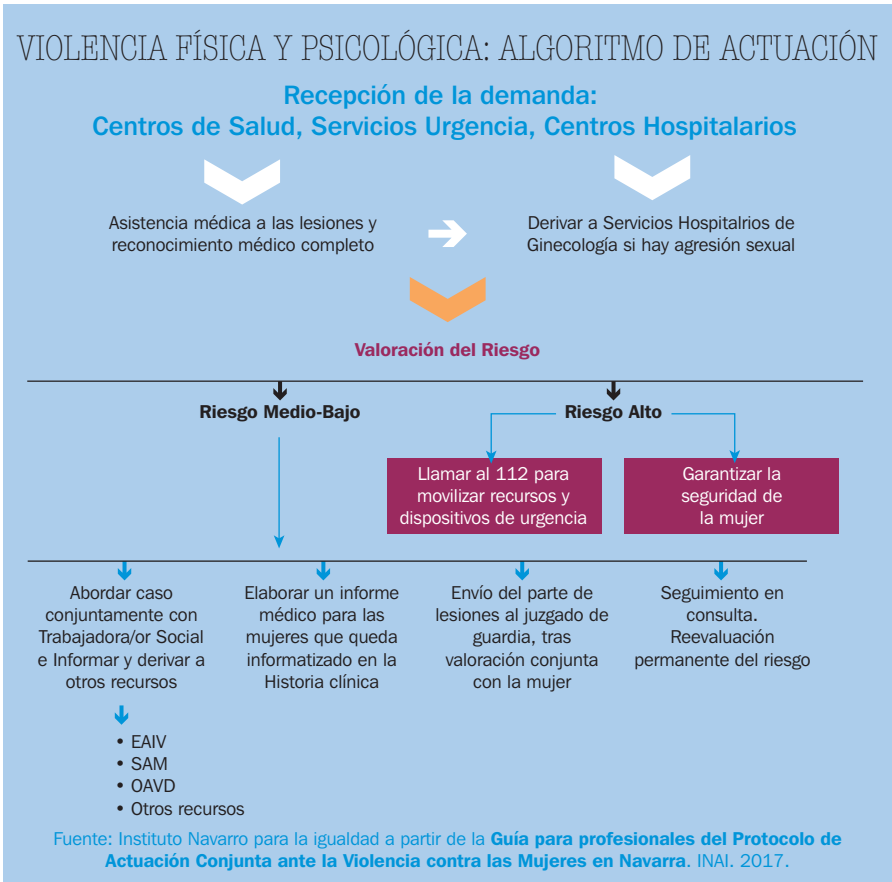 VIOLENCIA FÍSICA Y PSICOLÓGICA: ALGORITMO DE ACTUACIÓN
Recepción de la demanda:
Centros de Salud, Servicios Urgencia, Centros Hospitalarios
Asistencia médica a las lesiones y
reconocimiento médico completo
Derivar a Servicios Hospitalrios de
Ginecología si hay agresión sexual
Valoración del Riesgo
Riesgo Medio-Bajo
Riesgo Alto
Llamar al 112 para
movilizar recursos y
dispositivos de urgencia
Garantizar la
seguridad de
la mujer
Abordar caso
conjuntamente con
Trabajadora/or Social
e Informar y derivar a
otros recursos
• EAIV
• SAM
• OAVD
• Otros recursos
Elaborar un informe
médico para las
mujeres que queda
informatizado en la
Historia clínica
Envío del parte de
lesiones al juzgado de
guardia, tras
valoración conjunta
con la mujer
Seguimiento en
consulta.
Reevaluación
permanente del riesgo
Fuente: Instituto Navarro para la igualdad a partir de la Guía para profesionales del Protocolo de
Actuación Conjunta ante la Violencia contra las Mujeres en Navarra. INAI. 2017.